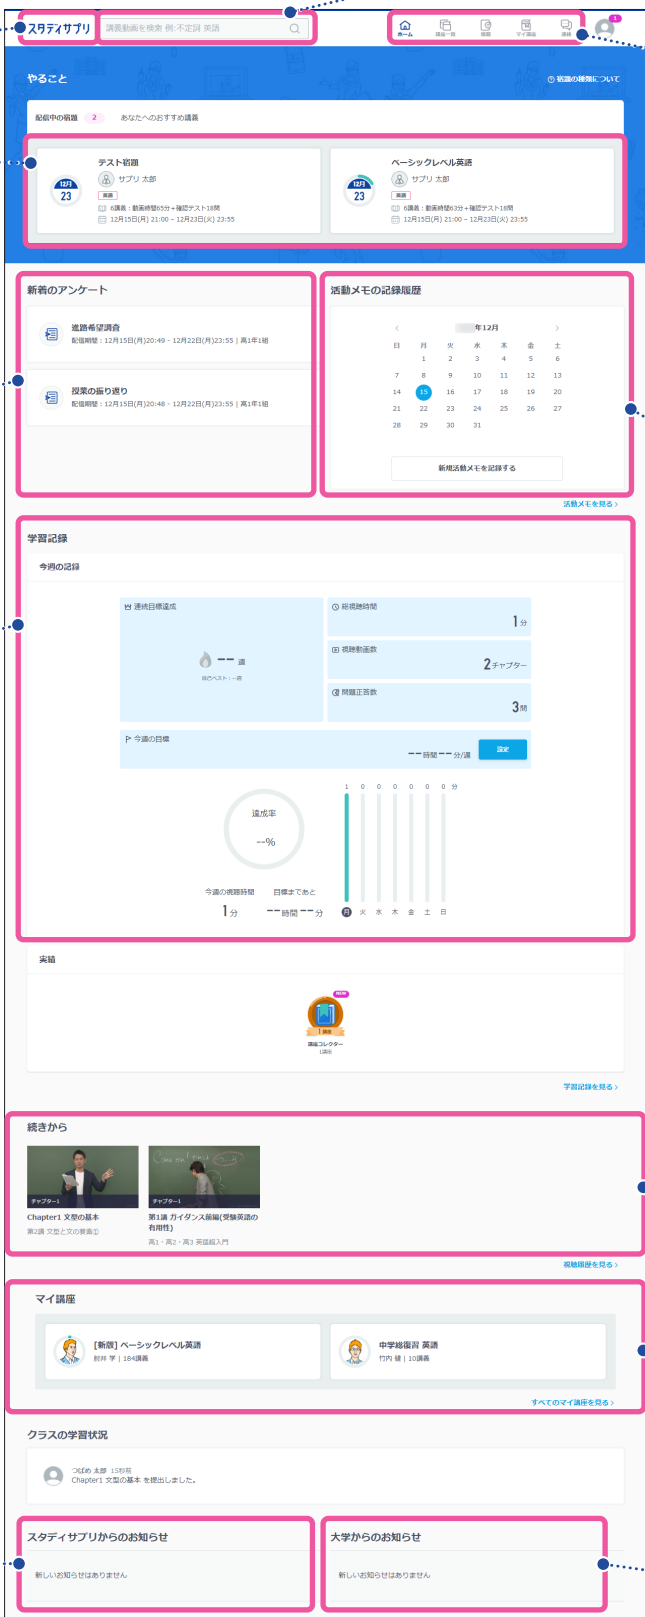 スタディサプリ
講義動画を検索 例:不定詞 英語
ホーム
講座一覧
宿題
マイ講座
連絡
1
やること
宿題の種類について
配信中の宿題 2 あなたへのおすすめ講義
12月
23
テスト宿題
サプリ 太郎
英語
6講義:動画時間65分+確認テスト18問
12月15日(月) 21:00 – 12月23日(火) 23:55
12月
23
ベーシックレベル英語
サプリ 太郎
英語
6講義:動画時間63分+確認テスト18問
12月15日(月) 21:00 – 12月23日(火) 23:55
新着のアンケート
進路希望調査
配信期間:12月15日(月)20:49 - 12月22日(月)23:55 | 高1年1組
授業の振り返り
配信期間:12月15日(月)20:48 - 12月22日(月)23:55 | 高1年1組
活動メモの記録履歴
年12月
日 月 火 水 木 金 土
1 2 3 4 5 6
7 8 9 10 11 12 13
14 15 16 17 18 19 20
21 22 23 24 25 26 27
28 29 30 31
新規活動メモを記録する
活動メモを見る
学習記録
今週の記録
連続目標達成
-- 週
自己ベスト:--週
総視聴時間
1分
視聴動画数
2チャプター
問題正答数
3問
今週の目標
--時間--分/週
設定
達成率
--%
今週の視聴時間 目標まであと
1分 --時間--分
1 0 0 0 0 0 0 分
月 火 水 木 金 土 日
実績
NEW
1 講座
講座コレクター
1講座
学習記録を見る
続きから
チャプター1
Chapter1 文型の基本
第2講 文型と文の要素①
チャプター1
第1講 ガイダンス前編(受験英語の
有用性)
高1・高2・高3 英語超入門
視聴履歴を見る
マイ講座
[新版] ベーシックレベル英語
肘井 学 | 184講義
中学総復習 英語
竹内 健 | 10講義
すべてのマイ講座を見る
クラスの学習状況
つばめ 太郎 15秒前
Chapter1 文型の基本 を提出しました。
スタディサプリからのお知らせ
新しいお知らせはありません
大学からのお知らせ
新しいお知らせはありません